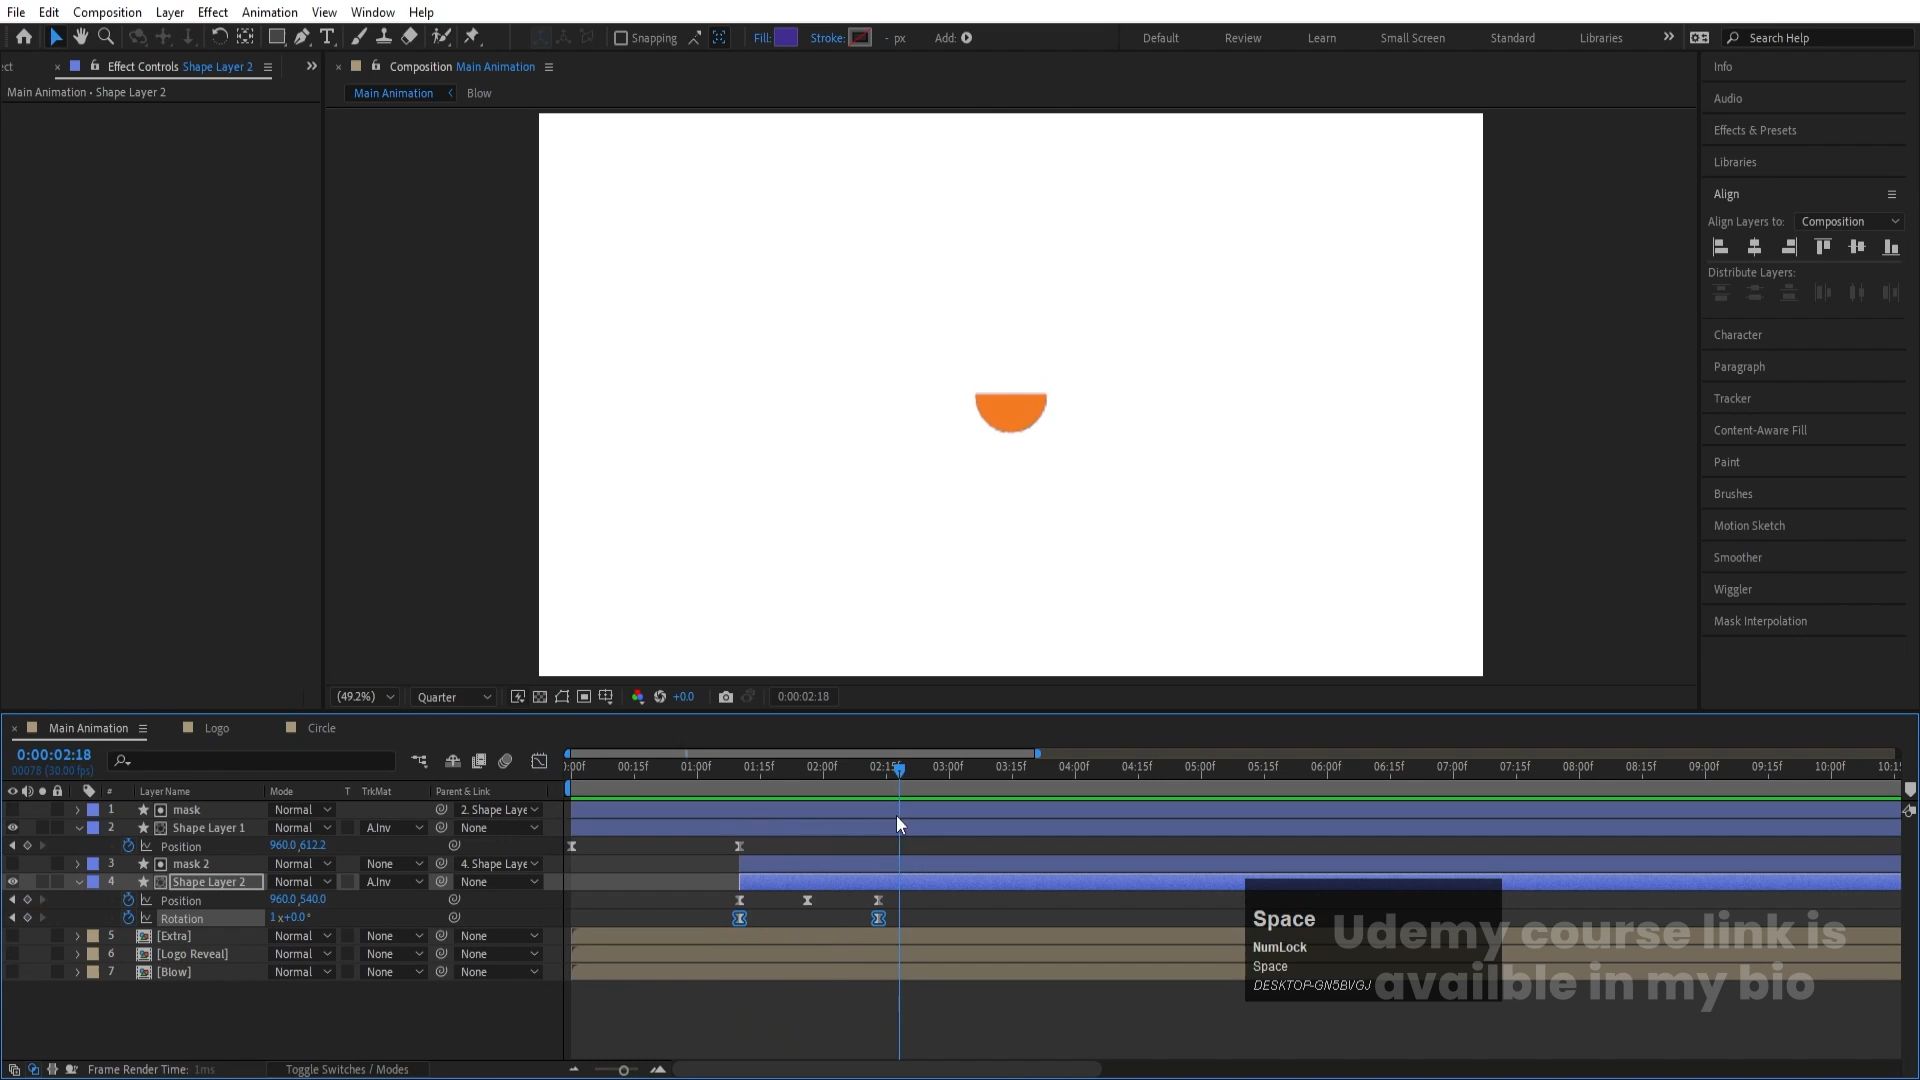 File Edit Composition Layer Effect Animation View Window Help
Snapping Fill: Stroke: - px Add: Default Review Learn Small Screen Standard Libraries Search Help
ct Effect Controls Shape Layer 2 Composition Main Animation Info
Main Animation • Shape Layer 2 Main Animation Blow
Audio
Effects & Presets
Libraries
Align
Align Layers to: Composition
Distribute Layers:
Character
Paragraph
Tracker
Content-Aware Fill
Paint
Brushes
Motion Sketch
Smoother
Wiggler
Mask Interpolation
(49.2%) Quarter +0.0 0:00:02:18
Main Animation Logo Circle
0:00:02:18
00078 (30.00 fps)
):00f 00:15f 01:00f 01:15f 02:00f 02:15f 03:00f 03:15f 04:00f 04:15f 05:00f 05:15f 06:00f 06:15f 07:00f 07:15f 08:00f 08:15f 09:00f 09:15f 10:00f 10:15
# Layer Name Mode T TrkMat Parent & Link
1 mask Normal 2. Shape Laye
2 Shape Layer 1 Normal A.Inv None
Position 960.0,612.2
3 mask 2 Normal None 4. Shape Laye
4 Shape Layer 2 Normal A.Inv None
Position 960.0,540.0
Rotation 1x+0.0°
5 [Extra] Normal None None
6 [Logo Reveal] Normal None None
7 [Blow] Normal None None
Space
NumLock
Space
DESKTOP-GN5BVGJ
Udemy course link is
availble in my bio
Frame Render Time: 1ms Toggle Switches / Modes